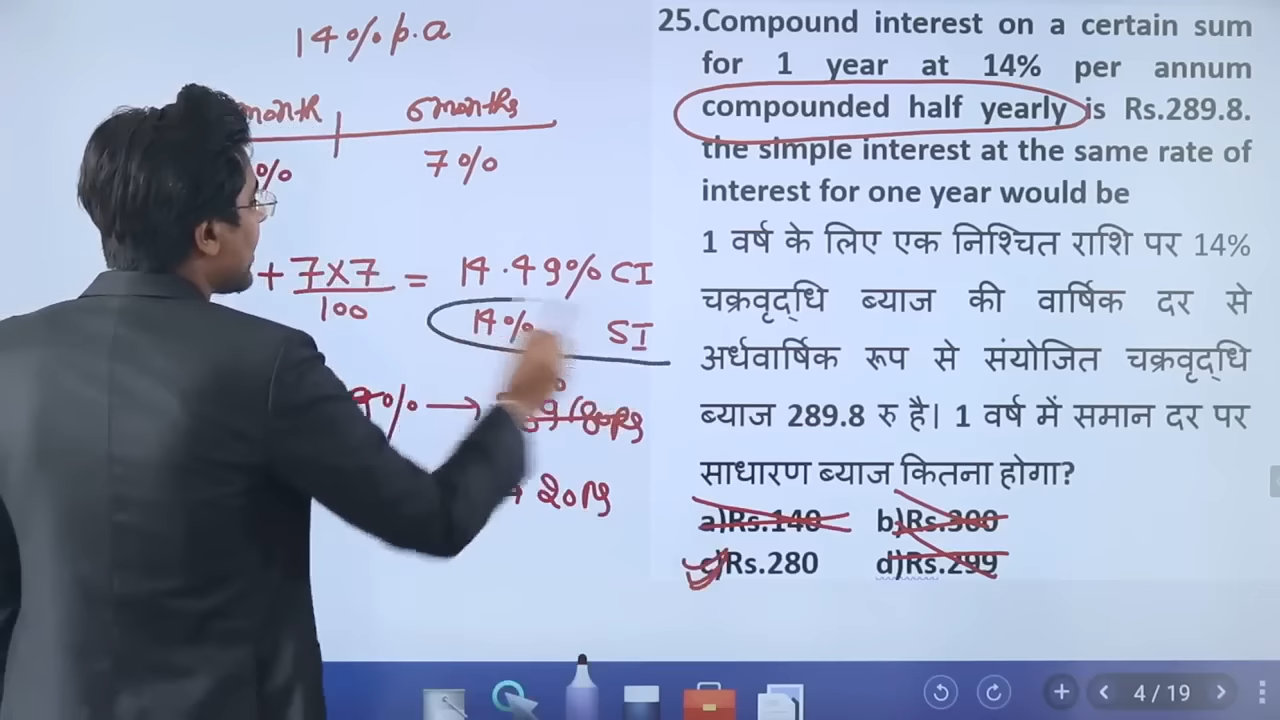 14% p.a
month 6 months
% 7%
+ 7×7/100 = 14.49% CI
14% SI
9% →
20
25.Compound interest on a certain sum
for 1 year at 14% per annum
compounded half yearly is Rs.289.8.
the simple interest at the same rate of
interest for one year would be
1 वर्ष के लिए एक निश्चित राशि पर 14%
चक्रवृद्धि ब्याज की वार्षिक दर से
अर्धवार्षिक रूप से संयोजित चक्रवृद्धि
ब्याज 289.8 रु है। 1 वर्ष में समान दर पर
साधारण ब्याज कितना होगा?
a)Rs.140 b)Rs.300
c)Rs.280 d)Rs.299
4 / 19